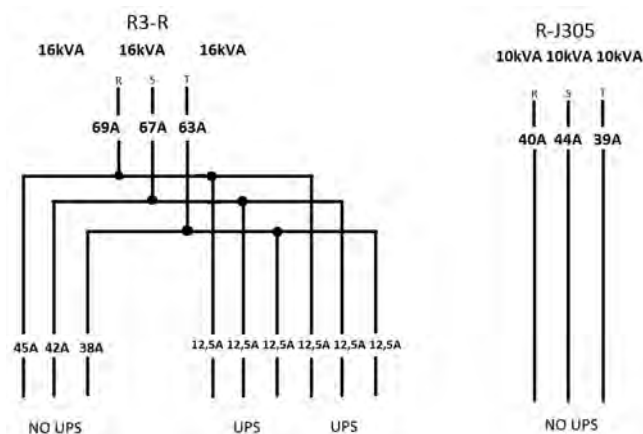 R3-R
16kVA 16kVA 16kVA
R S T
69A 67A 63A
45A 42A 38A 12,5A 12,5A 12,5A 12,5A 12,5A 12,5A
NO UPS UPS UPS
R-J305
10kVA 10kVA 10kVA
R S T
40A 44A 39A
NO UPS